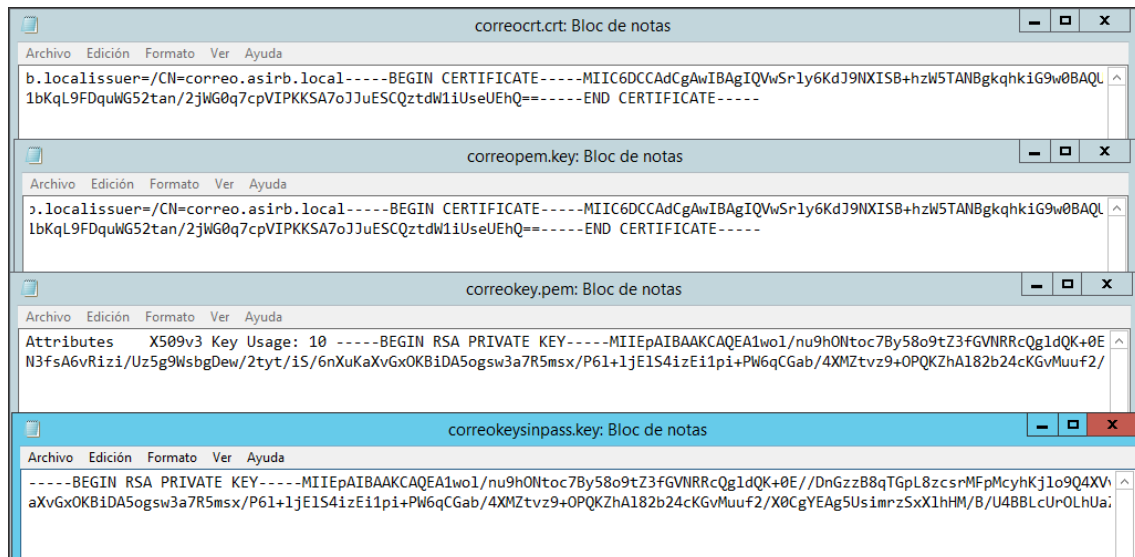 correocrt.crt: Bloc de notas
Archivo Edición Formato Ver Ayuda
b.localissuer=/CN=correo.asirb.local-----BEGIN CERTIFICATE-----MIIC6DCCAdCgAwIBAgIQVwSrly6KdJ9NXISB+hzW5TANBgkqhkiG9w0BAQU
1bKqL9FDquWG52tan/2jWG0q7cpVIPKKSA7oJJuESCQztdW1iUseUEhQ==-----END CERTIFICATE-----
correopem.key: Bloc de notas
Archivo Edición Formato Ver Ayuda
b.localissuer=/CN=correo.asirb.local-----BEGIN CERTIFICATE-----MIIC6DCCAdCgAwIBAgIQVwSrly6KdJ9NXISB+hzW5TANBgkqhkiG9w0BAQU
lbKqL9FDquWG52tan/2jWG0q7cpVIPKKSA7oJJuESCQztdW1iUseUEhQ==-----END CERTIFICATE-----
correokey.pem: Bloc de notas
Archivo Edición Formato Ver Ayuda
Attributes X509v3 Key Usage: 10 -----BEGIN RSA PRIVATE KEY-----MIIEpAIBAAKCAQEA1wol/nu9hONtoc7By58o9tZ3fGVNRRcQgldQK+0E
N3fsA6vRizi/Uz5g9WsbgDew/2tyt/iS/6nXuKaXvGxOKBiDA5ogsw3a7R5msx/P6l+ljElS4izEi1pi+PW6qCGab/4XMZtvz9+OPQKZhAl82b24cKGvMuuf2/
correokeysinpass.key: Bloc de notas
Archivo Edición Formato Ver Ayuda
-----BEGIN RSA PRIVATE KEY-----MIIEpAIBAAKCAQEA1wol/nu9hONtoc7By58o9tZ3fGVNRRcQgldQK+0E//DnGzzB8qTGpL8zcsrMFpMcyhKjlo9Q4XV
aXvGxOKBiDA5ogsw3a7R5msx/P6l+ljElS4izEi1pi+PW6qCGab/4XMZtvz9+OPQKZhAl82b24cKGvMuuf2/X0CgYEAg5UsimrzSxXlhHM/B/U4BBLcUrOLhUa